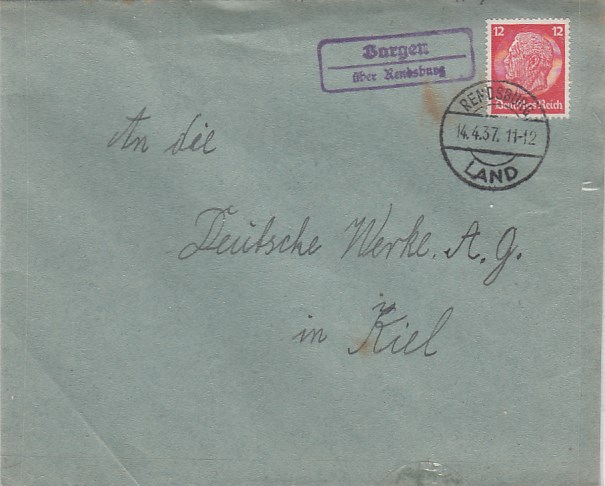 Bargen
über Rendsburg
12 12
Deutsches Reich
RENDSBURG
14.4.37. 11-12
LAND
An die
Deutsche Werke. A. G.
in Kiel